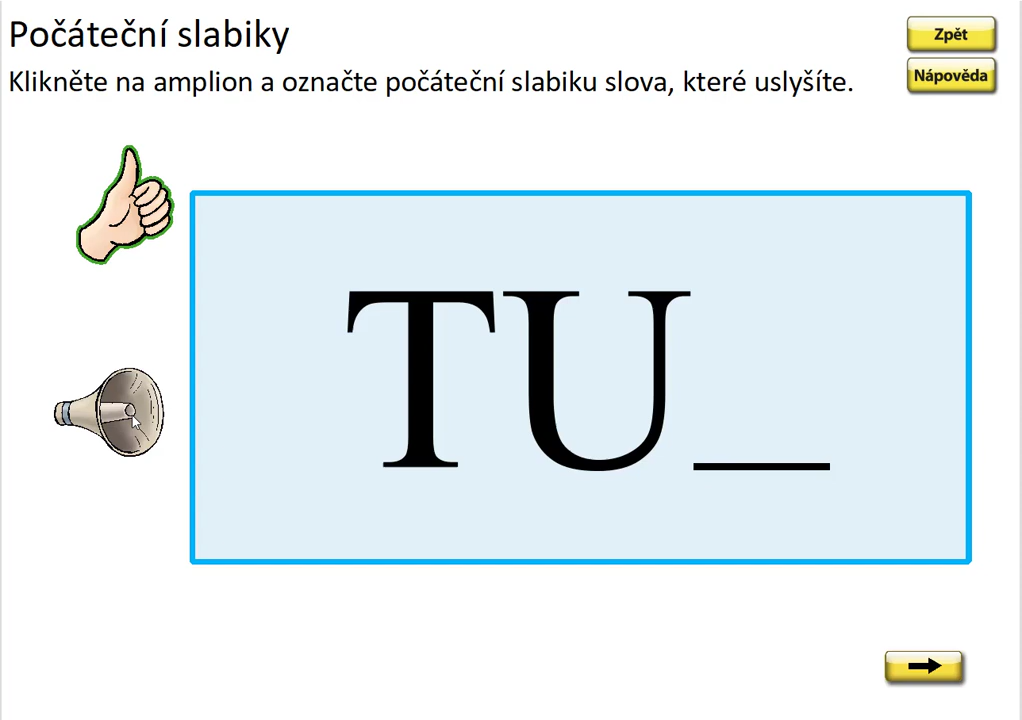 Počáteční slabiky
Zpět
Klikněte na amplion a označte počáteční slabiku slova, které uslyšíte.
Nápověda
TU_